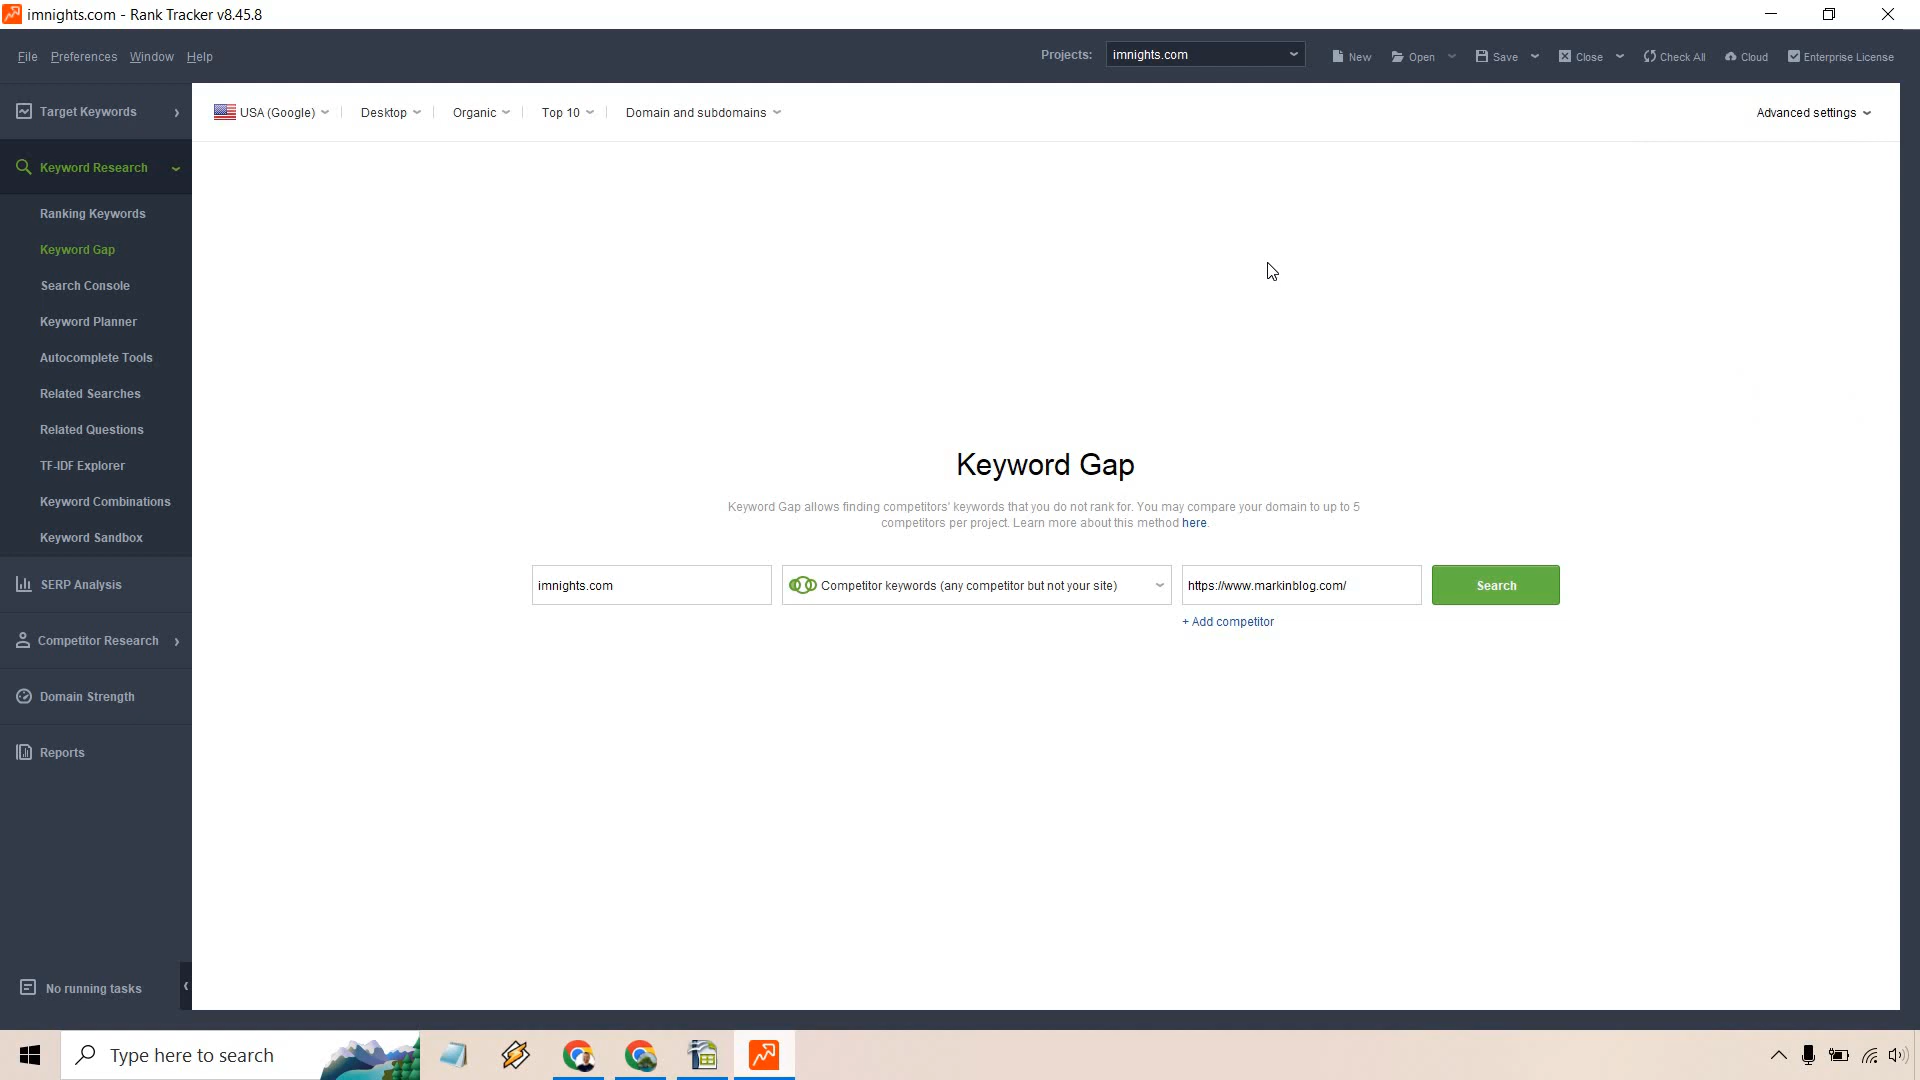 imnights.com - Rank Tracker v8.45.8
File Preferences Window Help
Projects: imnights.com New Open Save Close Check All Cloud Enterprise License
Target Keywords
USA (Google) Desktop Organic Top 10 Domain and subdomains Advanced settings
Keyword Research
Ranking Keywords
Keyword Gap
Search Console
Keyword Planner
Autocomplete Tools
Related Searches
Related Questions
TF-IDF Explorer
Keyword Combinations
Keyword Sandbox
SERP Analysis
Competitor Research
Domain Strength
Reports
No running tasks
Keyword Gap
Keyword Gap allows finding competitors' keywords that you do not rank for. You may compare your domain to up to 5
competitors per project. Learn more about this method here.
imnights.com Competitor keywords (any competitor but not your site) https://www.markinblog.com/ Search
+ Add competitor
Type here to search